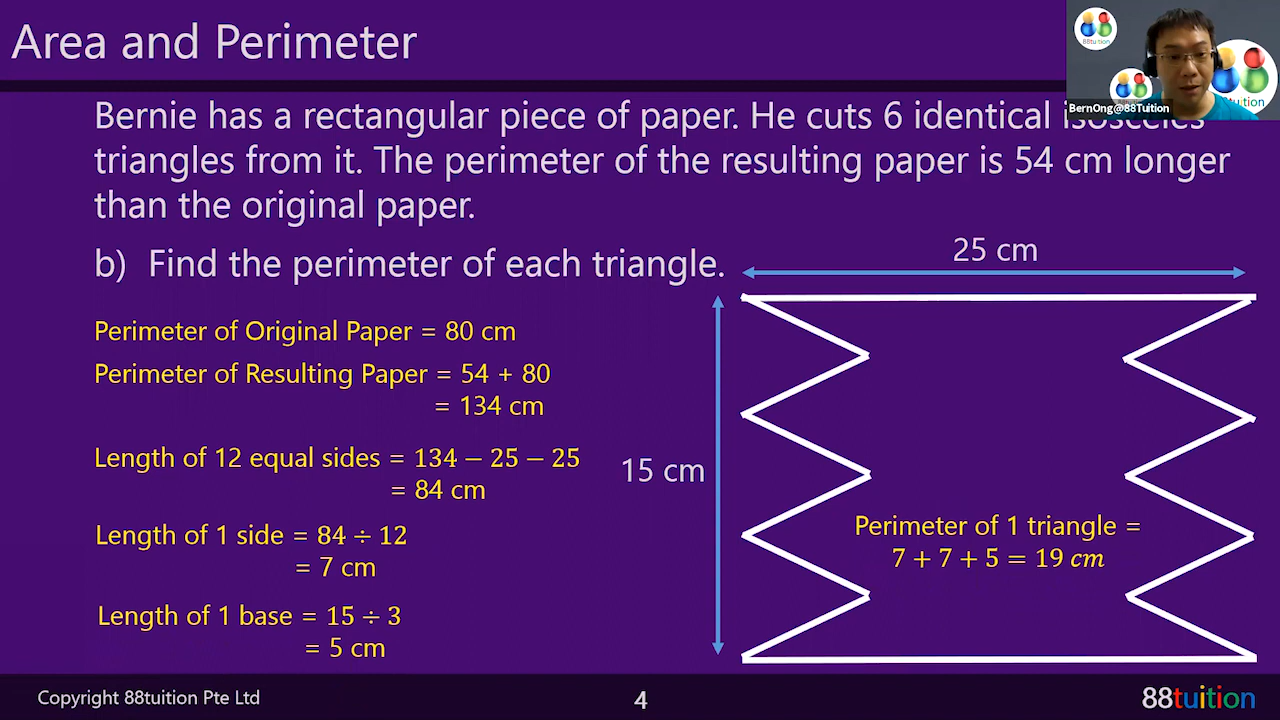 Area and Perimeter
88tuition
BernOng@88Tuition
Bernie has a rectangular piece of paper. He cuts 6 identical isosceles
triangles from it. The perimeter of the resulting paper is 54 cm longer
than the original paper.
b) Find the perimeter of each triangle.
25 cm
Perimeter of Original Paper = 80 cm
Perimeter of Resulting Paper = 54 + 80
= 134 cm
Length of 12 equal sides = 134 − 25 − 25
= 84 cm
15 cm
Length of 1 side = 84 ÷ 12
= 7 cm
Perimeter of 1 triangle =
7 + 7 + 5 = 19 cm
Length of 1 base = 15 ÷ 3
= 5 cm
Copyright 88tuition Pte Ltd
4
88tuition